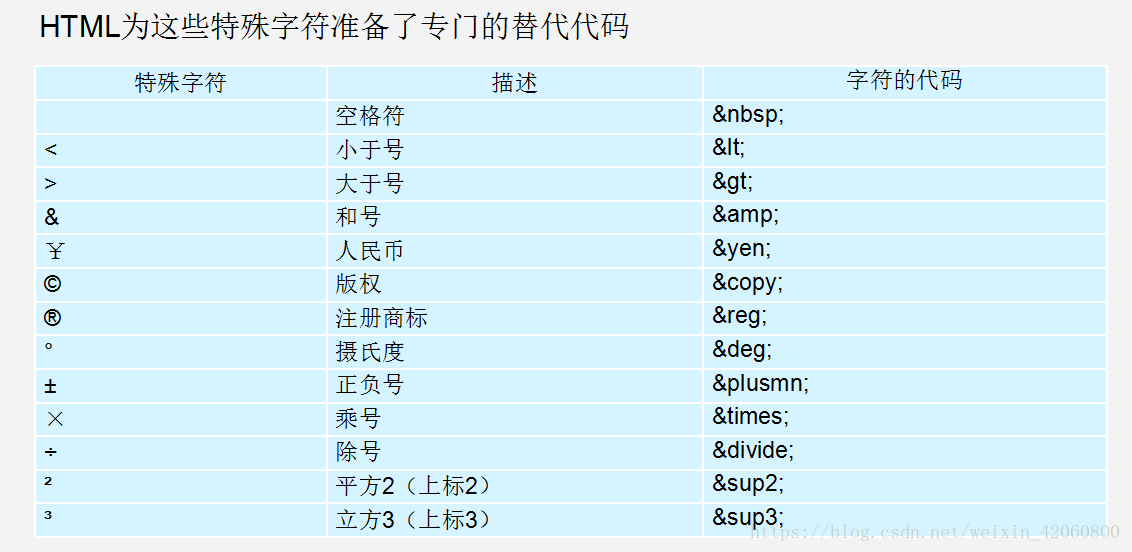 HTML为这些特殊字符准备了专门的替代代码
特殊字符 描述 字符的代码
空格符 &nbsp;
< 小于号 &lt;
> 大于号 &gt;
& 和号 &amp;
￥ 人民币 &yen;
© 版权 &copy;
® 注册商标 &reg;
° 摄氏度 &deg;
± 正负号 &plusmn;
× 乘号 &times;
÷ 除号 &divide;
² 平方2（上标2） &sup2;
³ 立方3（上标3） &sup3;
https://blog.csdn.net/weixin_42060800